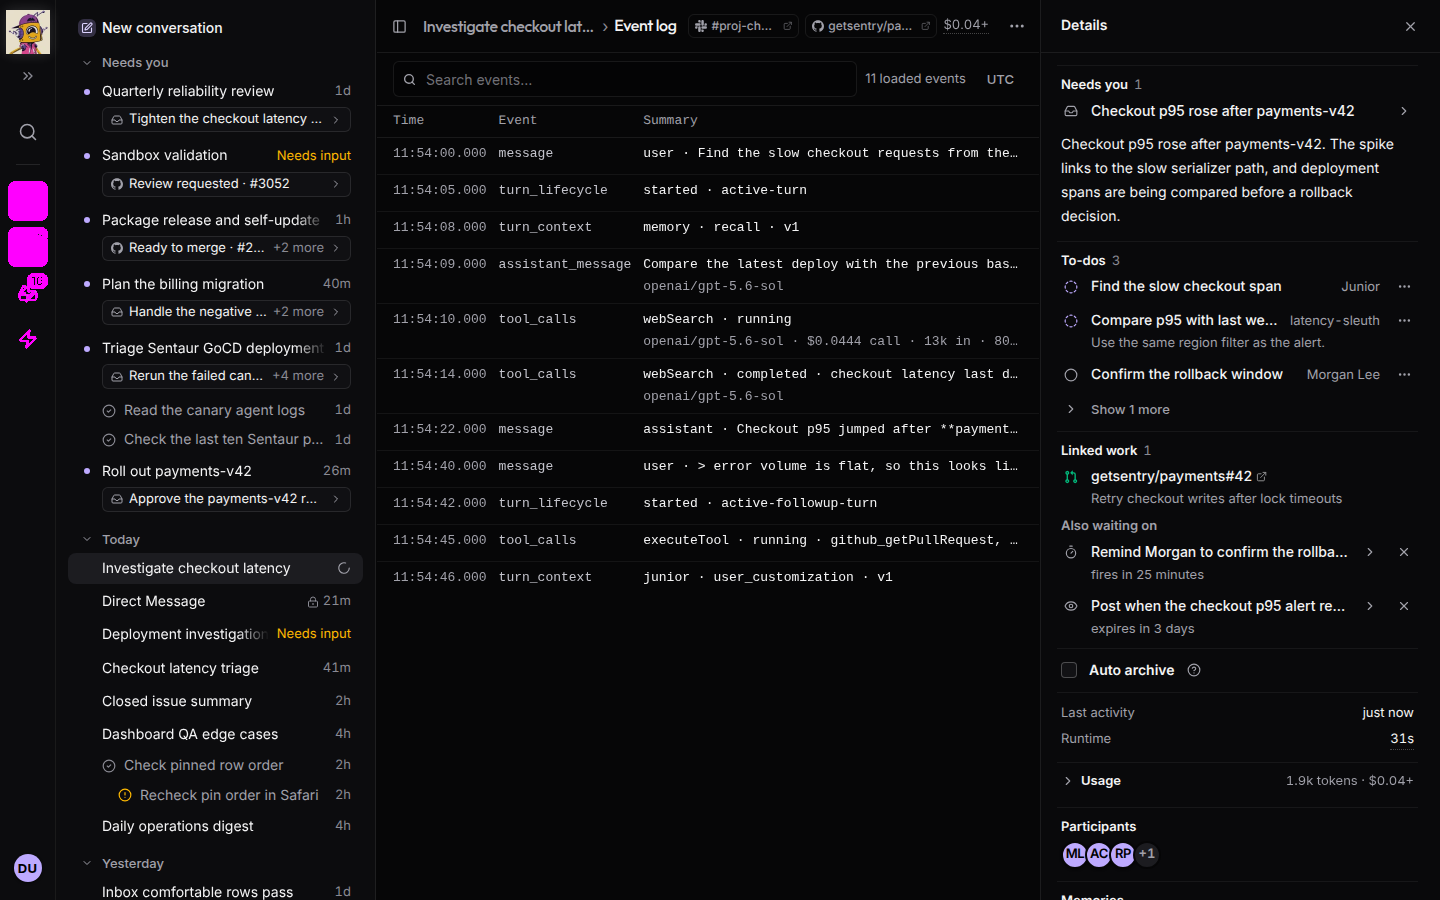 New conversation
Needs you
Quarterly reliability review 1d
Tighten the checkout latency ...
Sandbox validation Needs input
Review requested · #3052
Package release and self-update 1h
Ready to merge · #2... +2 more
Plan the billing migration 40m
Handle the negative ... +2 more
Triage Sentaur GoCD deployment 1d
Rerun the failed can... +4 more
Read the canary agent logs 1d
Check the last ten Sentaur p... 1d
Roll out payments-v42 26m
Approve the payments-v42 r...
Today
Investigate checkout latency
Direct Message 21m
Deployment investigation Needs input
Checkout latency triage 41m
Closed issue summary 2h
Dashboard QA edge cases 4h
Check pinned row order 2h
Recheck pin order in Safari 2h
Daily operations digest 4h
Yesterday
Inbox comfortable rows pass 1d
DU
Investigate checkout lat... › Event log #proj-ch... getsentry/pa... $0.04+
Search events... 11 loaded events UTC
Time Event Summary
11:54:00.000 message user · Find the slow checkout requests from the…
11:54:05.000 turn_lifecycle started · active-turn
11:54:08.000 turn_context memory · recall · v1
11:54:09.000 assistant_message Compare the latest deploy with the previous bas…
openai/gpt-5.6-sol
11:54:10.000 tool_calls webSearch · running
openai/gpt-5.6-sol · $0.0444 call · 13k in · 80…
11:54:14.000 tool_calls webSearch · completed · checkout latency last d…
openai/gpt-5.6-sol
11:54:22.000 message assistant · Checkout p95 jumped after **payment…
11:54:40.000 message user · > error volume is flat, so this looks li…
11:54:42.000 turn_lifecycle started · active-followup-turn
11:54:45.000 tool_calls executeTool · running · github_getPullRequest, …
11:54:46.000 turn_context junior · user_customization · v1
Details
Needs you 1
Checkout p95 rose after payments-v42
Checkout p95 rose after payments-v42. The spike
links to the slow serializer path, and deployment
spans are being compared before a rollback
decision.
To-dos 3
Find the slow checkout span Junior
Compare p95 with last we... latency-sleuth
Use the same region filter as the alert.
Confirm the rollback window Morgan Lee
Show 1 more
Linked work 1
getsentry/payments#42
Retry checkout writes after lock timeouts
Also waiting on
Remind Morgan to confirm the rollba...
fires in 25 minutes
Post when the checkout p95 alert re...
expires in 3 days
Auto archive
Last activity just now
Runtime 31s
Usage 1.9k tokens · $0.04+
Participants
ML AC RP +1